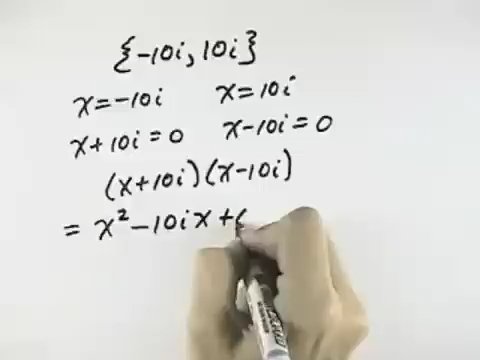 {-10i, 10i}
x=-10i x=10i
x+10i=0 x-10i=0
(x+10i)(x-10i)
= x² -10ix +